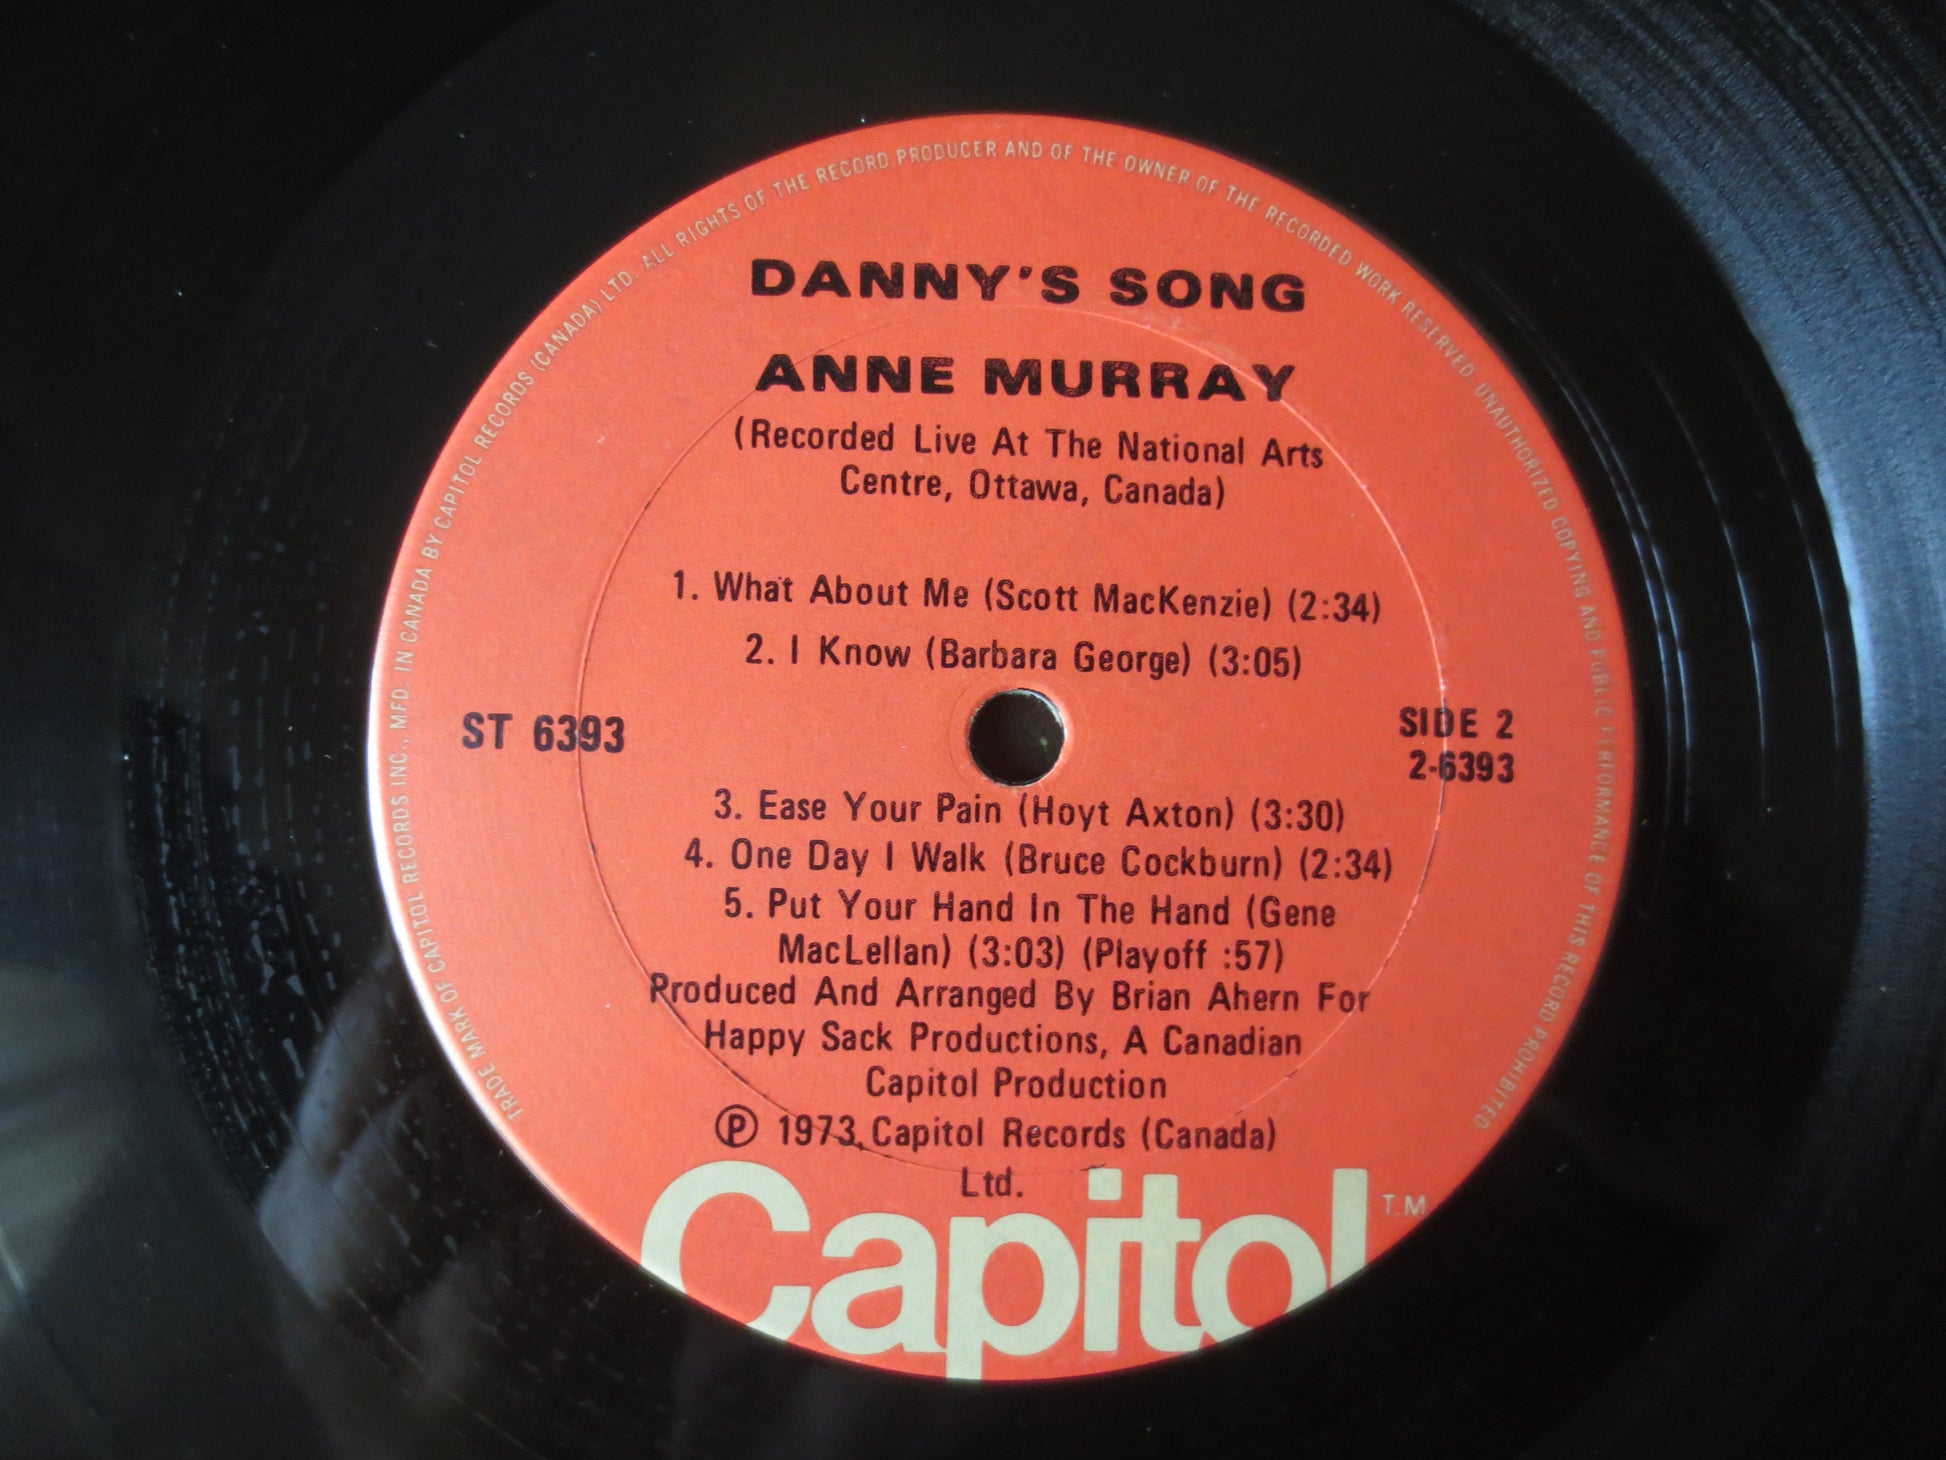 DANNY'S SONG
ANNE MURRAY
(Recorded Live At The National Arts
Centre, Ottawa, Canada)
1. What About Me (Scott MacKenzie) (2:34)
2. I Know (Barbara George) (3:05)
ST 6393
SIDE 2
2-6393
3. Ease Your Pain (Hoyt Axton) (3:30)
4. One Day I Walk (Bruce Cockburn) (2:34)
5. Put Your Hand In The Hand (Gene
MacLellan) (3:03) (Playoff :57)
Produced And Arranged By Brian Ahern For
Happy Sack Productions, A Canadian
Capitol Production
Ⓟ 1973, Capitol Records (Canada)
Ltd.
Capitol T.M.
TRADE MARK OF CAPITOL RECORDS INC., MFD. IN CANADA BY CAPITOL RECORDS (CANADA) LTD. ALL RIGHTS OF THE RECORD PRODUCER AND OF THE OWNER OF THE RECORDED WORK RESERVED. UNAUTHORIZED COPYING AND PUBLIC PERFORMANCE OF THIS RECORD PROHIBITED